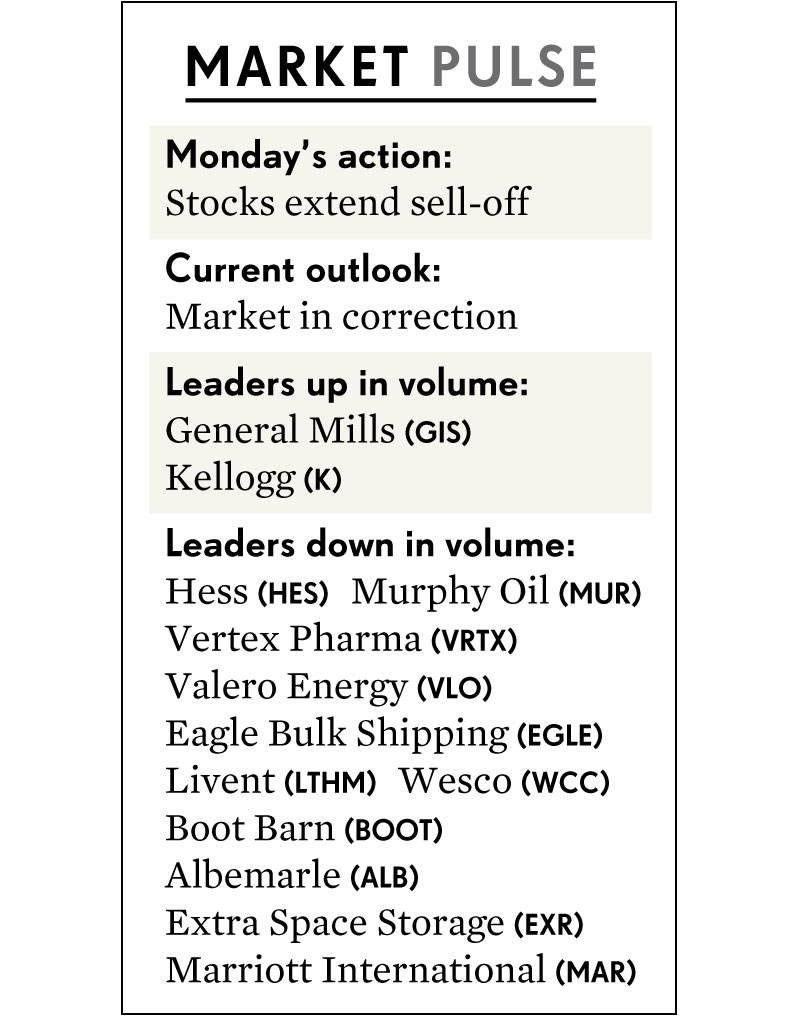 MARKET PULSE
Monday’s action:
Stocks extend sell-off
Current outlook:
Market in correction
Leaders up in volume:
General Mills (GIS)
Kellogg (K)
Leaders down in volume:
Hess (HES) Murphy Oil (MUR)
Vertex Pharma (VRTX)
Valero Energy (VLO)
Eagle Bulk Shipping (EGLE)
Livent (LTHM) Wesco (WCC)
Boot Barn (BOOT)
Albemarle (ALB)
Extra Space Storage (EXR)
Marriott International (MAR)